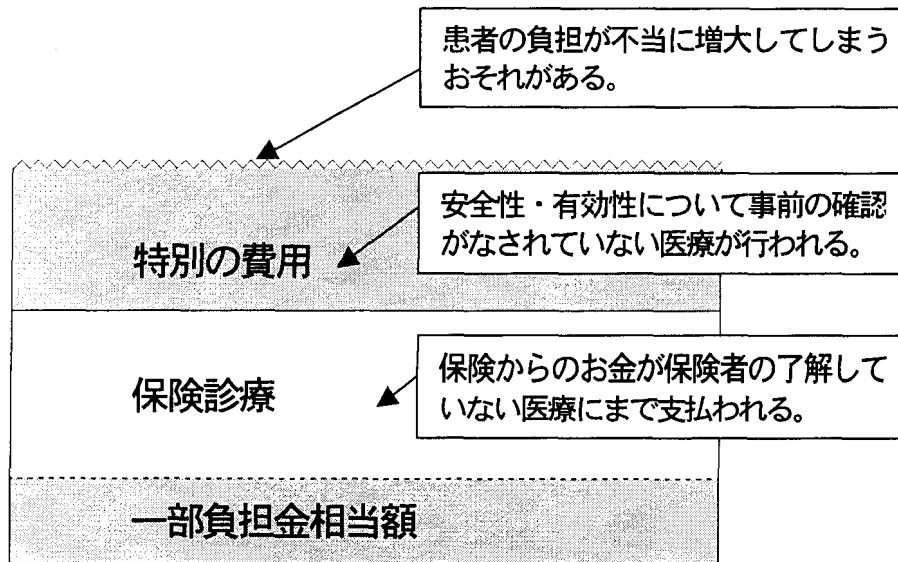 患者の負担が不当に増大してしまう
おそれがある。
安全性・有効性について事前の確認
がなされていない医療が行われる。
特別の費用
保険からのお金が保険者の了解して
いない医療にまで支払われる。
保険診療
一部負担金相当額